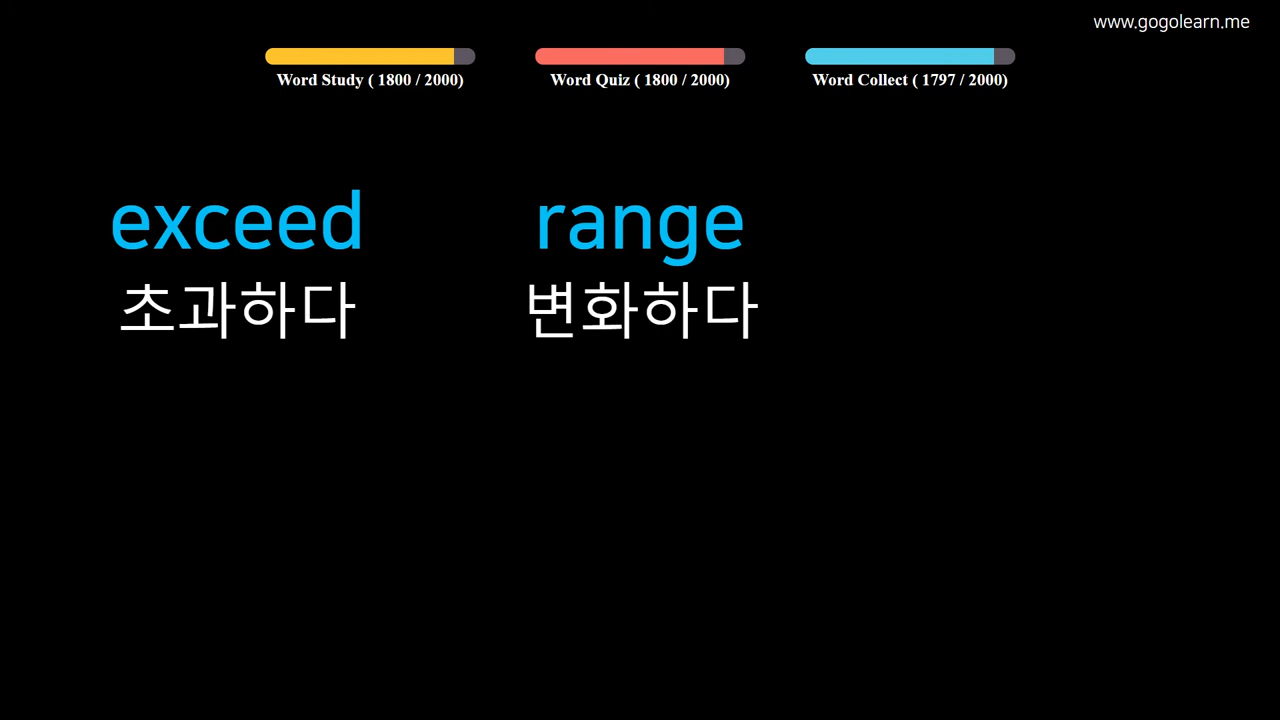 www.gogolearn.me
Word Study ( 1800 / 2000)
Word Quiz ( 1800 / 2000)
Word Collect ( 1797 / 2000)
exceed
초과하다
range
변화하다